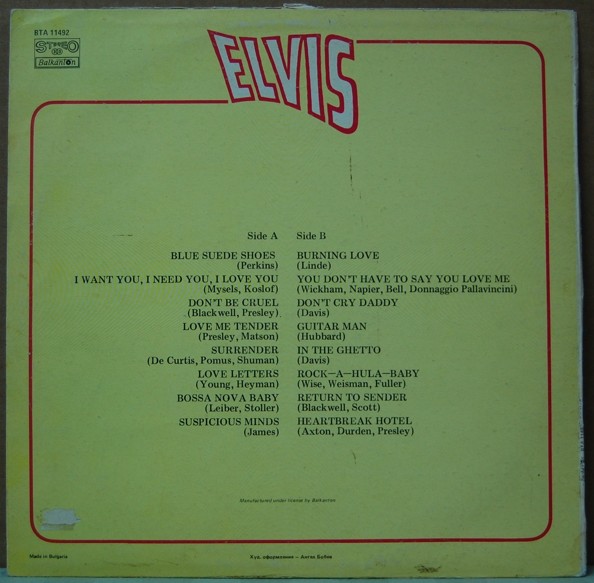 BTA 11492
STEREO
Balkanton
ELVIS
Side A
BLUE SUEDE SHOES
(Perkins)
I WANT YOU, I NEED YOU, I LOVE YOU
(Mysels, Koslof)
DON'T BE CRUEL
(Blackwell, Presley)
LOVE ME TENDER
(Presley, Matson)
SURRENDER
(De Curtis, Pomus, Shuman)
LOVE LETTERS
(Young, Heyman)
BOSSA NOVA BABY
(Leiber, Stoller)
SUSPICIOUS MINDS
(James)
Side B
BURNING LOVE
(Linde)
YOU DON'T HAVE TO SAY YOU LOVE ME
(Wickham, Napier, Bell, Donnaggio Pallavincini)
DON'T CRY DADDY
(Davis)
GUITAR MAN
(Hubbard)
IN THE GHETTO
(Davis)
ROCK—A—HULA—BABY
(Wise, Weisman, Fuller)
RETURN TO SENDER
(Blackwell, Scott)
HEARTBREAK HOTEL
(Axton, Durden, Presley)
Manufactured under license by Balkanton
Made in Bulgaria
Худ. оформление –